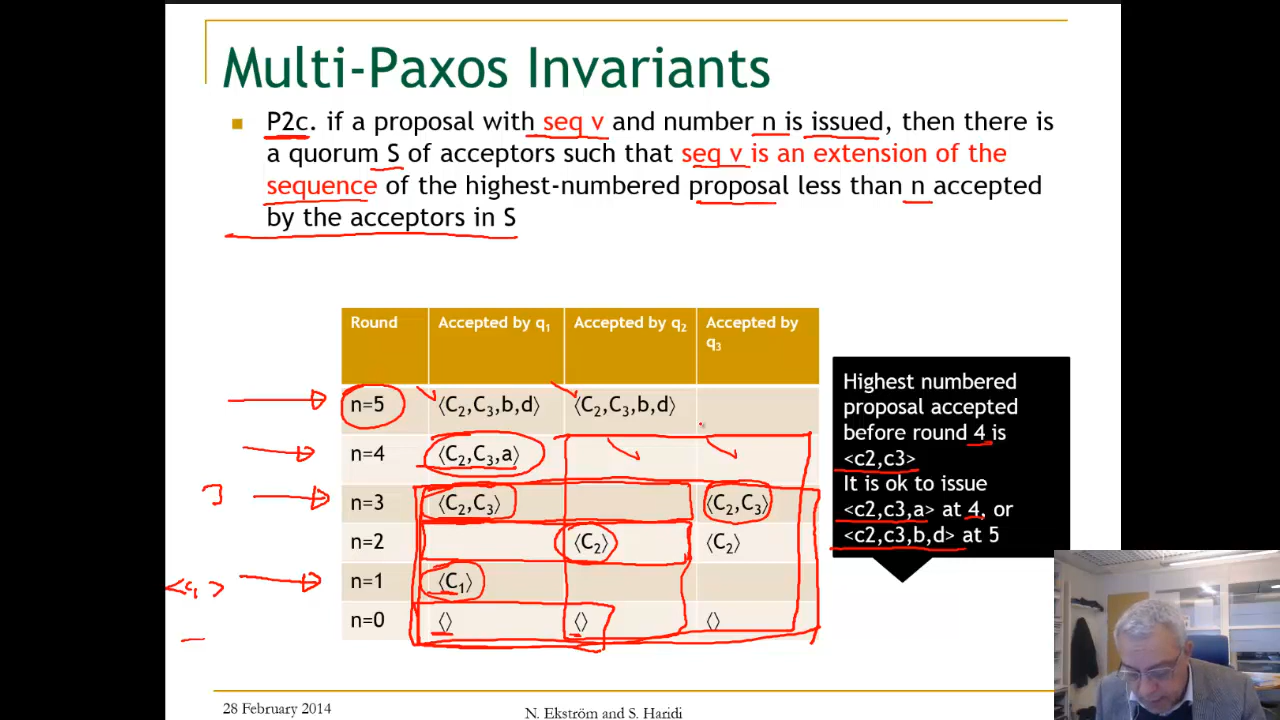 Multi-Paxos Invariants
P2c. if a proposal with seq v and number n is issued, then there is
a quorum S of acceptors such that seq v is an extension of the
sequence of the highest-numbered proposal less than n accepted
by the acceptors in S
Round Accepted by q₁ Accepted by q₂ Accepted by
q₃
n=5 ⟨C₂,C₃,b,d⟩ ⟨C₂,C₃,b,d⟩
n=4 ⟨C₂,C₃,a⟩
3 n=3 ⟨C₂,C₃⟩ ⟨C₂,C₃⟩
n=2 ⟨C₂⟩ ⟨C₂⟩
n=1 ⟨C₁⟩
n=0 ⟨⟩ ⟨⟩ ⟨⟩
Highest numbered
proposal accepted
before round 4 is
<c2,c3>
It is ok to issue
<c2,c3,a> at 4, or
<c2,c3,b,d> at 5
28 February 2014
N. Ekström and S. Haridi